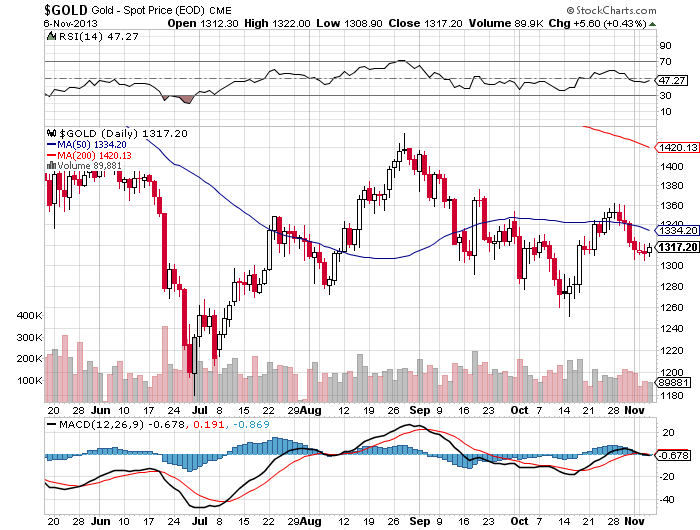 $GOLD Gold - Spot Price (EOD) CME © StockCharts.com
6-Nov-2013 Open 1312.30 High 1322.00 Low 1308.90 Close 1317.20 Volume 89.9K Chg +5.60 (+0.43%)
RSI(14) 47.27
90
70
47.27
30
10
$GOLD (Daily) 1317.20
MA(50) 1334.20
MA(200) 1420.13
Volume 89,881
1420.13
1400
1380
1360
1334.20
1317.20
1300
1280
1260
1240
1220
1200
1180
400K
300K
200K
100K
89881
20 28 Jun 10 17 24 Jul 8 15 22 29 Aug 12 19 26 Sep 9 16 23 Oct 7 14 21 28 Nov
MACD(12,26,9) -0.678, 0.191, -0.869
20
-0.678
-20
-40
20 28 Jun 10 17 24 Jul 8 15 22 29 Aug 12 19 26 Sep 9 16 23 Oct 7 14 21 28 Nov